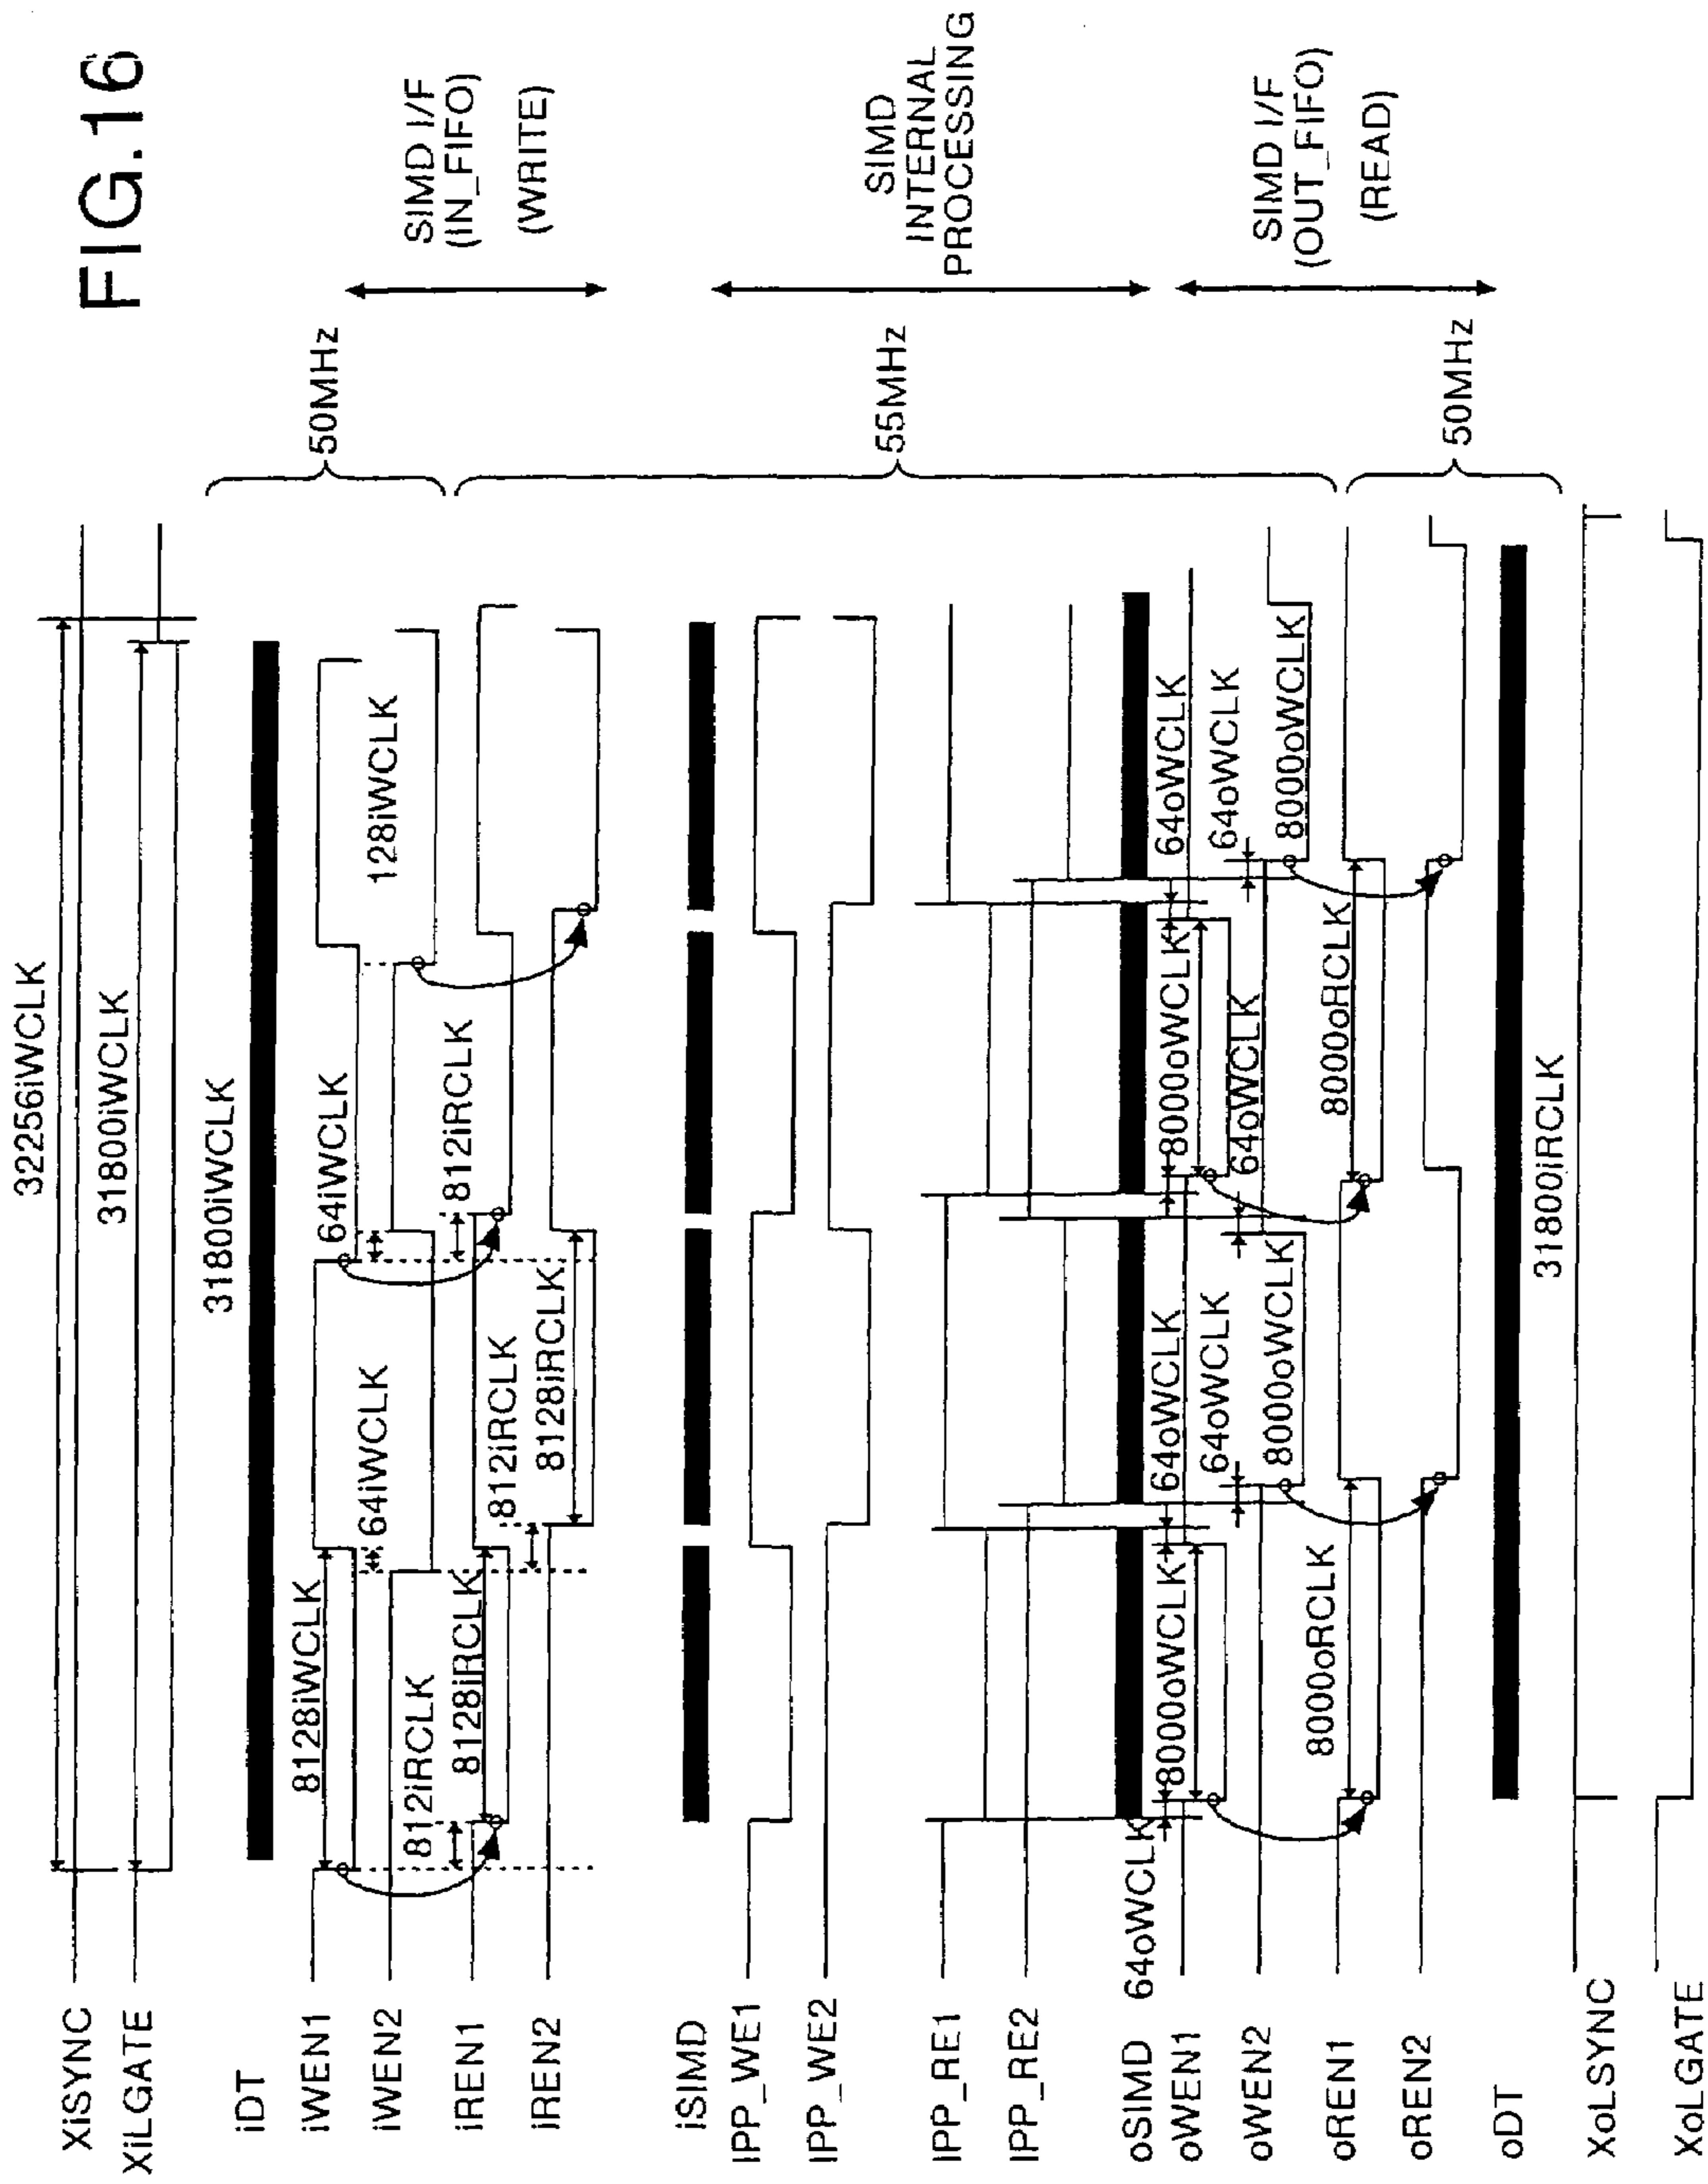 FIG.16
32256iWCLK
XiSYNC
31800iWCLK
XiLGATE
31800iWCLK
iDT
50MHz
SIMD I/F
(IN_FIFO)
(WRITE)
8128iWCLK
64iWCLK
iWEN1
64iWCLK
128iWCLK
iWEN2
812iRCLK
8128iRCLK
812iRCLK
iREN1
812iRCLK
8128iRCLK
iREN2
iSIMD
IPP_WE1
IPP_WE2
55MHz
SIMD
INTERNAL
PROCESSING
IPP_RE1
IPP_RE2
oSIMD
64oWCLK
8000oWCLK
64oWCLK
8000oWCLK
64oWCLK
oWEN1
64oWCLK
64oWCLK
64oWCLK
oWEN2
8000oWCLK
8000oWCLK
SIMD I/F
(OUT_FIFO)
(READ)
8000oRCLK
8000oRCLK
oREN1
oREN2
50MHz
oDT
31800iRCLK
XoLSYNC
XoLGATE